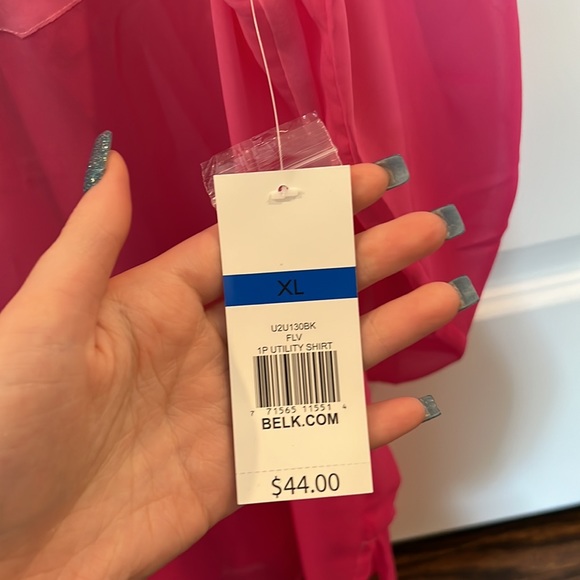 XL
U2U130BK
FLV
1P UTILITY SHIRT
7 71565 11551 4
BELK.COM
$44.00